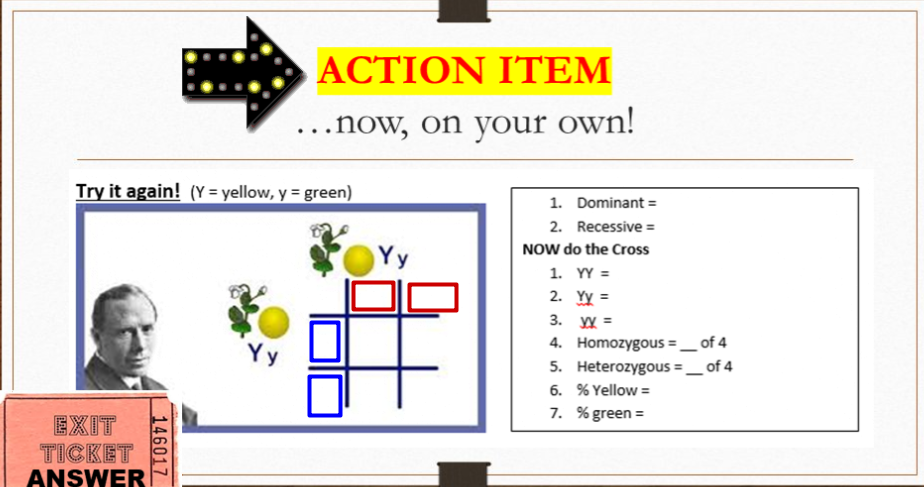 ACTION ITEM
…now, on your own!
Try it again! (Y = yellow, y = green)
Y y
Y y
1. Dominant =
2. Recessive =
NOW do the Cross
1. YY =
2. Yy =
3. yy =
4. Homozygous = __ of 4
5. Heterozygous = __ of 4
6. % Yellow =
7. % green =
EXIT
TICKET
ANSWER
146017